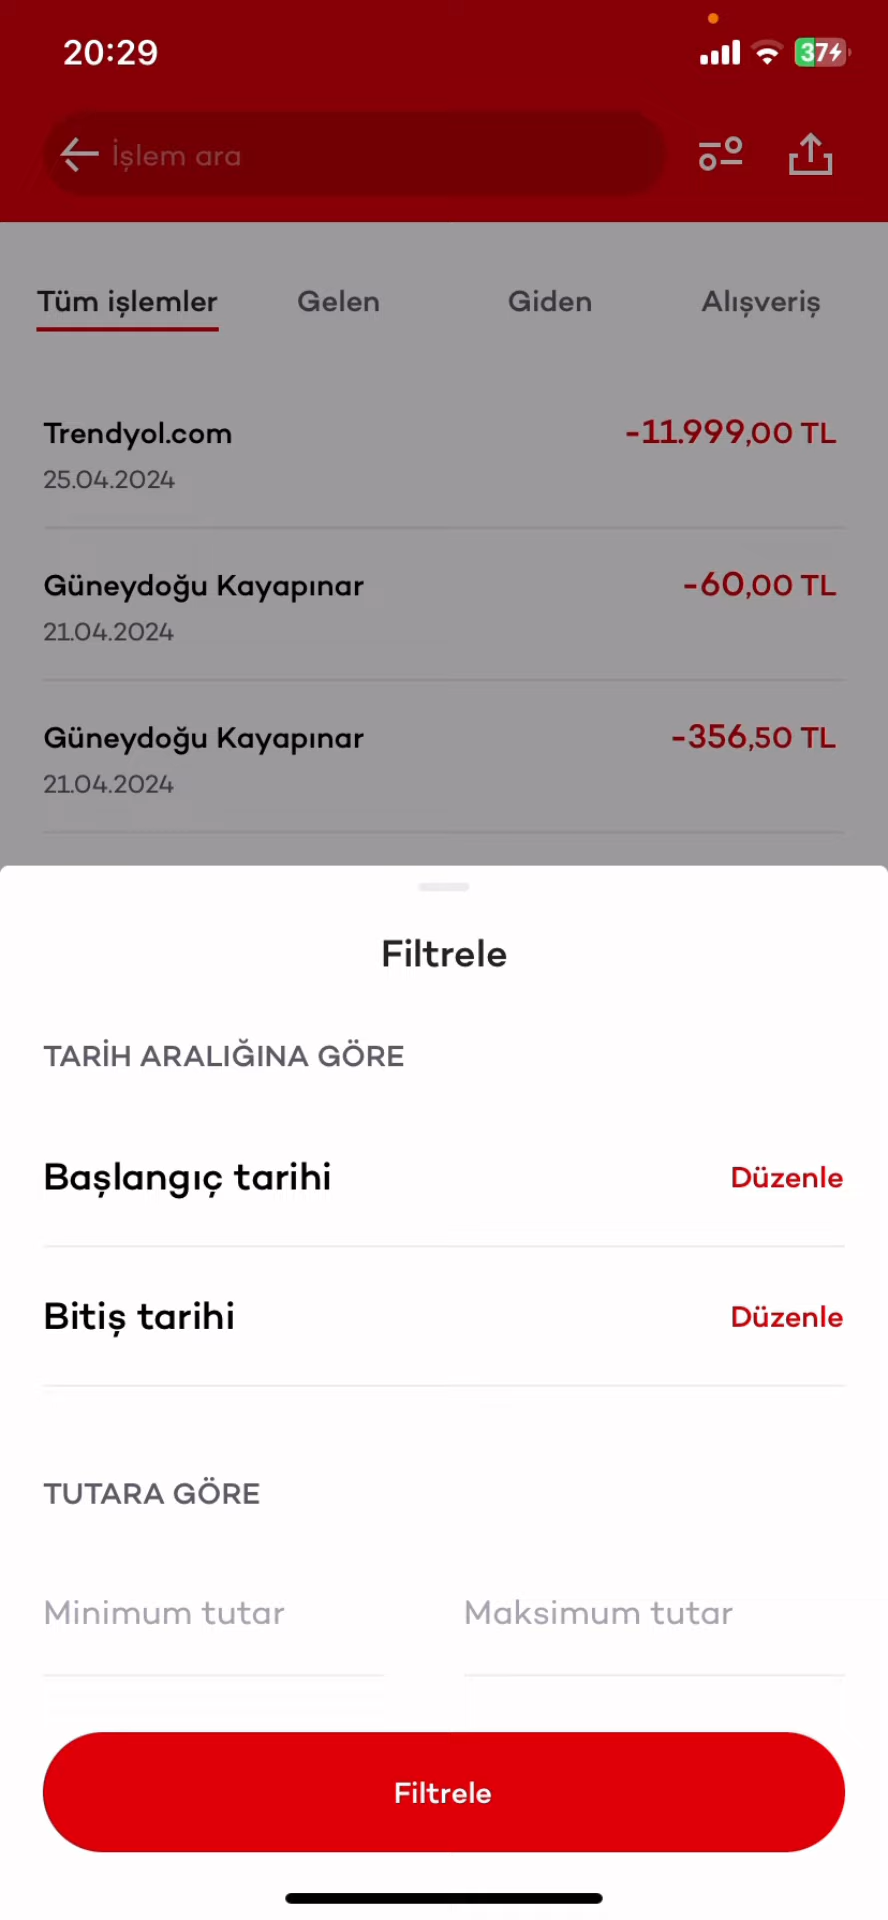 20:29
37
İşlem ara
Tüm işlemler Gelen Giden Alışveriş
Trendyol.com -11.999,00 TL
25.04.2024
Güneydoğu Kayapınar -60,00 TL
21.04.2024
Güneydoğu Kayapınar -356,50 TL
21.04.2024
Filtrele
TARİH ARALIĞINA GÖRE
Başlangıç tarihi Düzenle
Bitiş tarihi Düzenle
TUTARA GÖRE
Minimum tutar Maksimum tutar
Filtrele